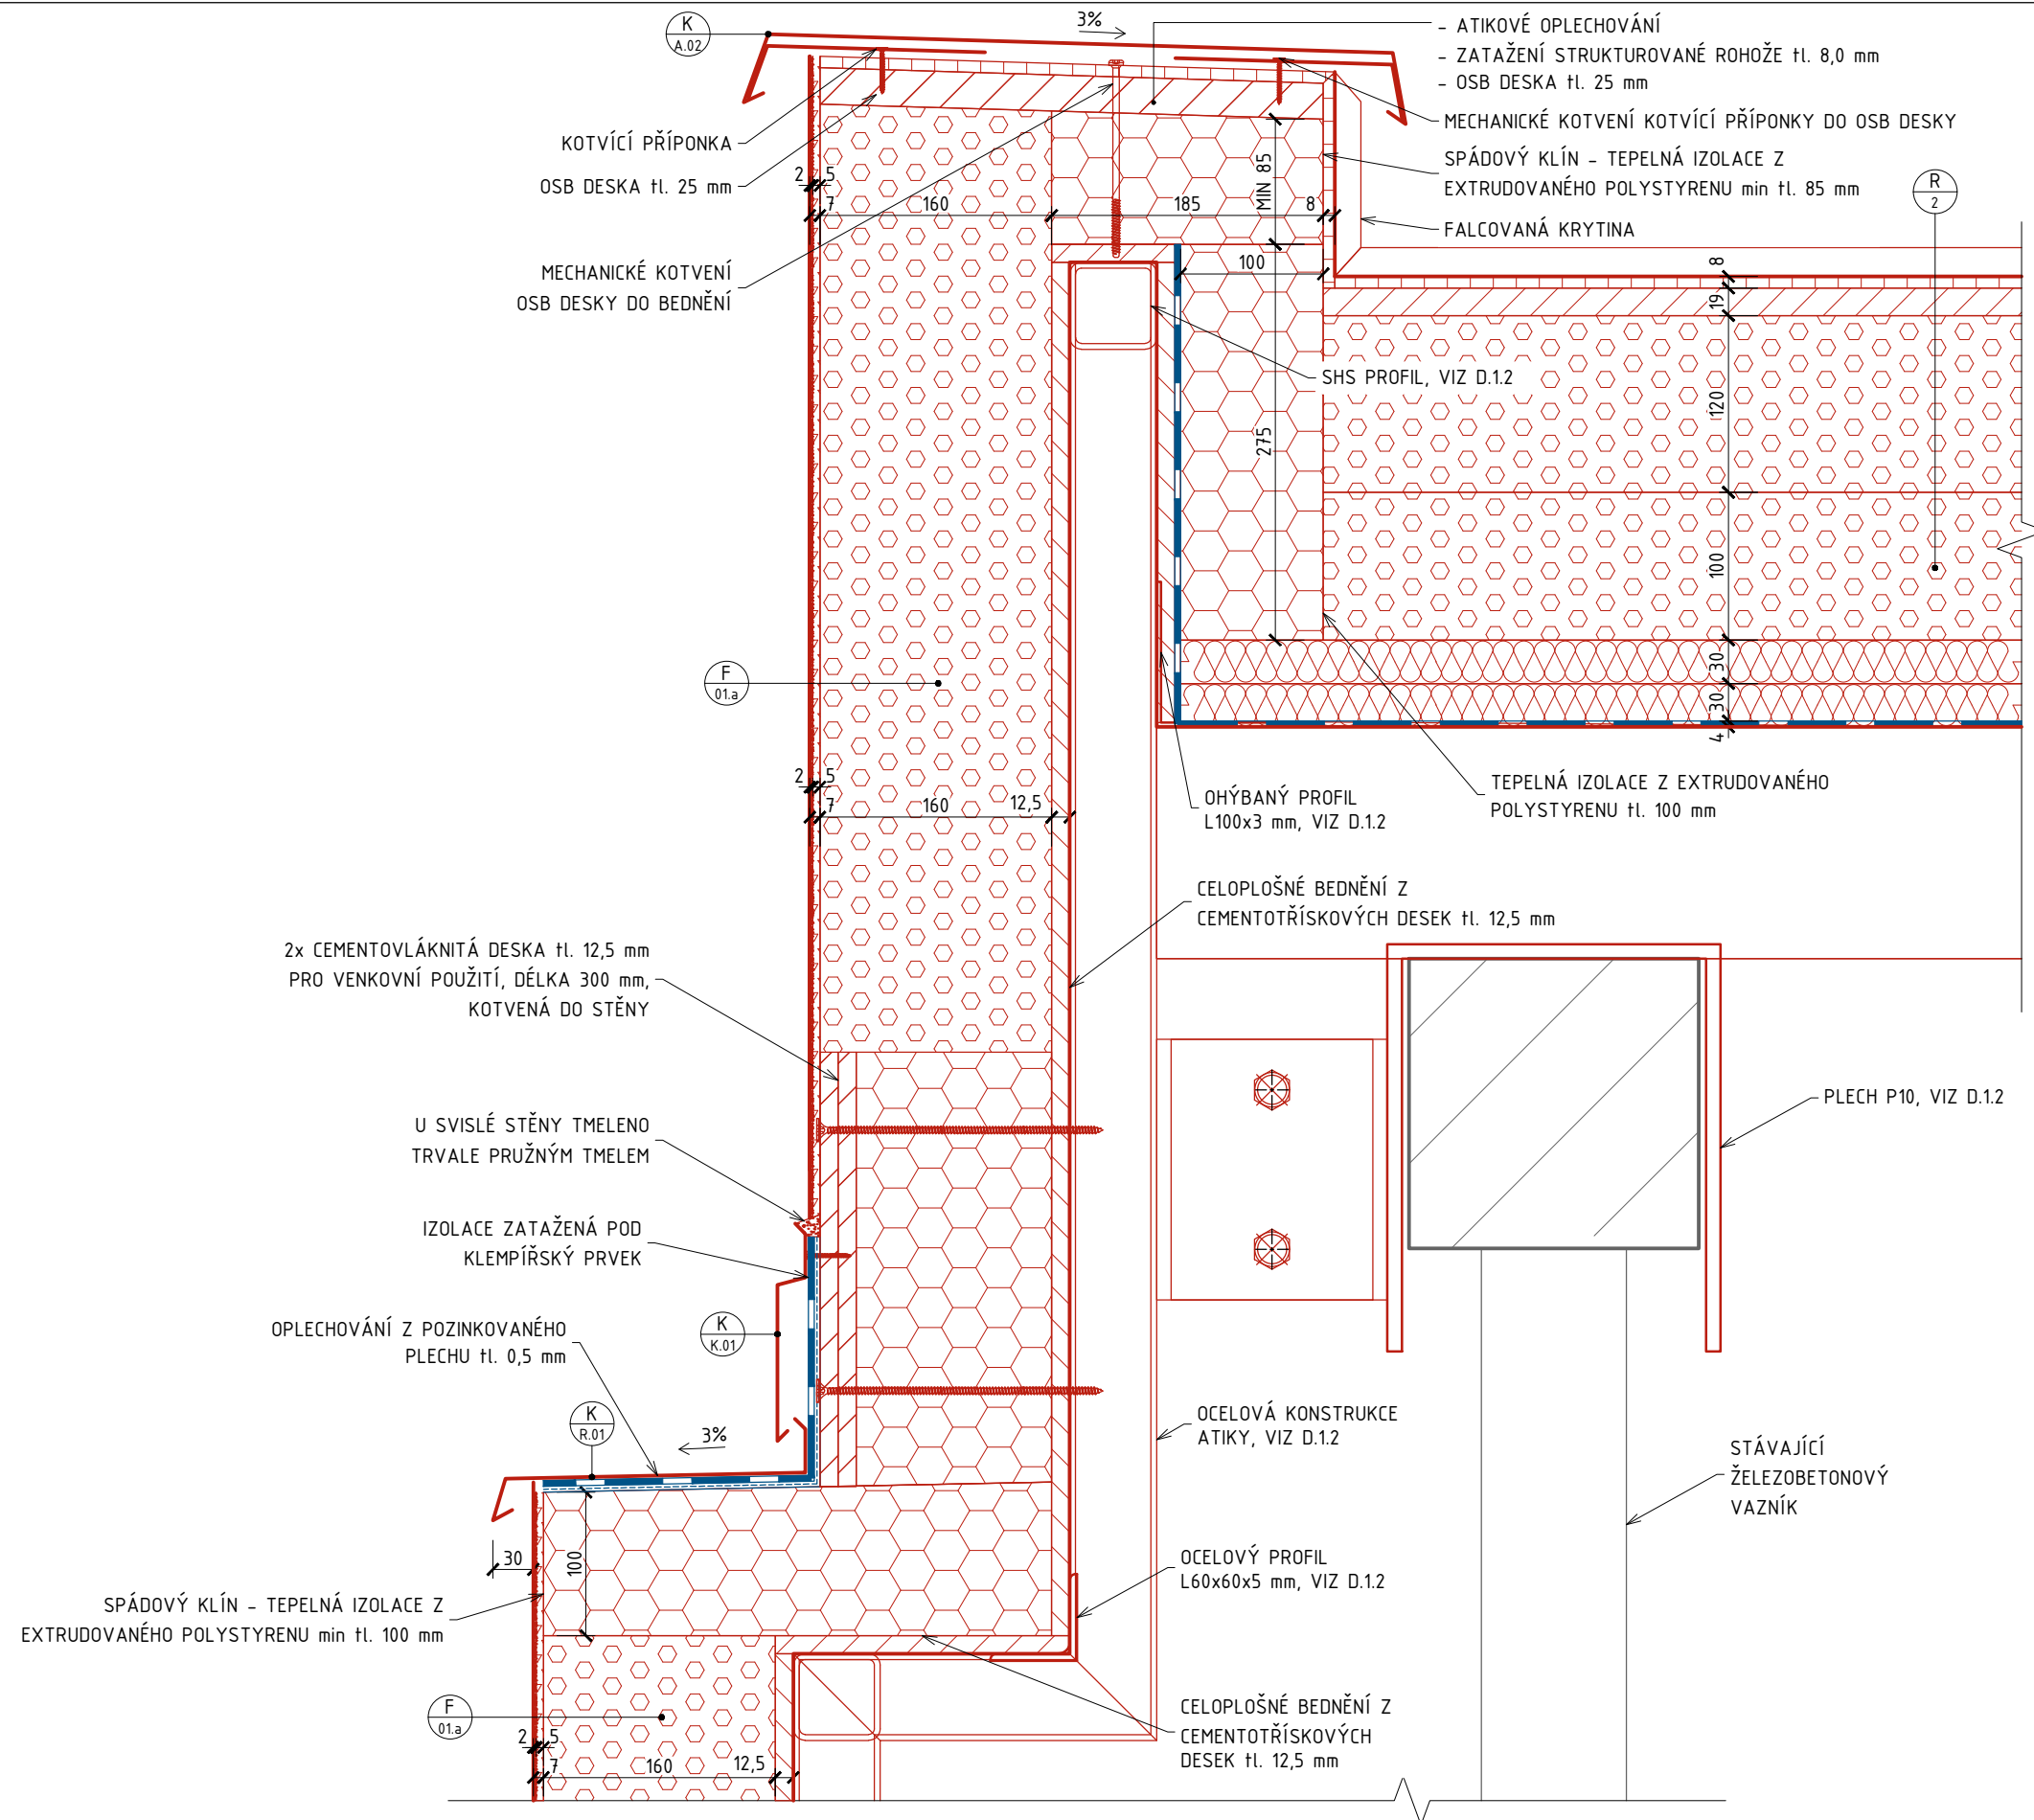 K
A.02
3%
- ATIKOVÉ OPLECHOVÁNÍ
- ZATAŽENÍ STRUKTUROVANÉ ROHOŽE tl. 8,0 mm
- OSB DESKA tl. 25 mm
MECHANICKÉ KOTVENÍ KOTVÍCÍ PŘÍPONKY DO OSB DESKY
SPÁDOVÝ KLÍN - TEPELNÁ IZOLACE Z
EXTRUDOVANÉHO POLYSTYRENU min tl. 85 mm
FALCOVANÁ KRYTINA
R
2
KOTVÍCÍ PŘÍPONKA
OSB DESKA tl. 25 mm
MECHANICKÉ KOTVENÍ
OSB DESKY DO BEDNĚNÍ
2
5
7
160
185
8
MIN 85
100
275
8
19
120
100
30
30
4
SHS PROFIL, VIZ D.1.2
F
01.a
2
5
7
160
12,5
OHÝBANÝ PROFIL
L100x3 mm, VIZ D.1.2
TEPELNÁ IZOLACE Z EXTRUDOVANÉHO
POLYSTYRENU tl. 100 mm
CELOPLOŠNÉ BEDNĚNÍ Z
CEMENTOTŘÍSKOVÝCH DESEK tl. 12,5 mm
2x CEMENTOVLÁKNITÁ DESKA tl. 12,5 mm
PRO VENKOVNÍ POUŽITÍ, DÉLKA 300 mm,
KOTVENÁ DO STĚNY
U SVISLÉ STĚNY TMELENO
TRVALE PRUŽNÝM TMELEM
IZOLACE ZATAŽENÁ POD
KLEMPÍŘSKÝ PRVEK
PLECH P10, VIZ D.1.2
OPLECHOVÁNÍ Z POZINKOVANÉHO
PLECHU tl. 0,5 mm
K
K.01
K
R.01
3%
OCELOVÁ KONSTRUKCE
ATIKY, VIZ D.1.2
STÁVAJÍCÍ
ŽELEZOBETONOVÝ
VAZNÍK
30
100
OCELOVÝ PROFIL
L60x60x5 mm, VIZ D.1.2
SPÁDOVÝ KLÍN - TEPELNÁ IZOLACE Z
EXTRUDOVANÉHO POLYSTYRENU min tl. 100 mm
F
01.a
CELOPLOŠNÉ BEDNĚNÍ Z
CEMENTOTŘÍSKOVÝCH
DESEK tl. 12,5 mm
2
5
7
160
12,5